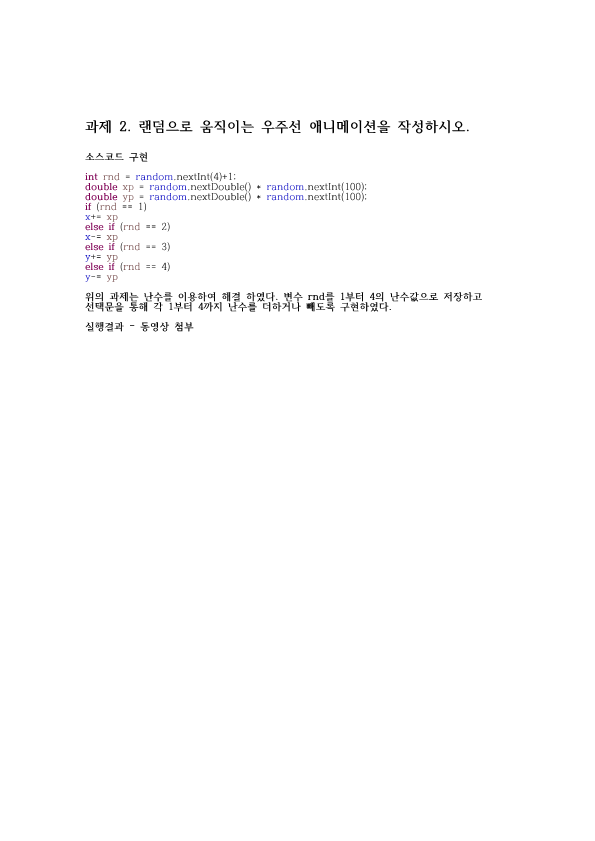 과제 2. 랜덤으로 움직이는 우주선 애니메이션을 작성하시오.
소스코드 구현
int rnd = random.nextInt(4)+1;
double xp = random.nextDouble() * random.nextInt(100);
double yp = random.nextDouble() * random.nextInt(100);
if (rnd == 1)
x+= xp
else if (rnd == 2)
x-= xp
else if (rnd == 3)
y+= yp
else if (rnd == 4)
y-= yp
위의 과제는 난수를 이용하여 해결 하였다. 변수 rnd를 1부터 4의 난수값으로 저장하고
선택문을 통해 각 1부터 4까지 난수를 더하거나 빼도록 구현하였다.
실행결과 - 동영상 첨부